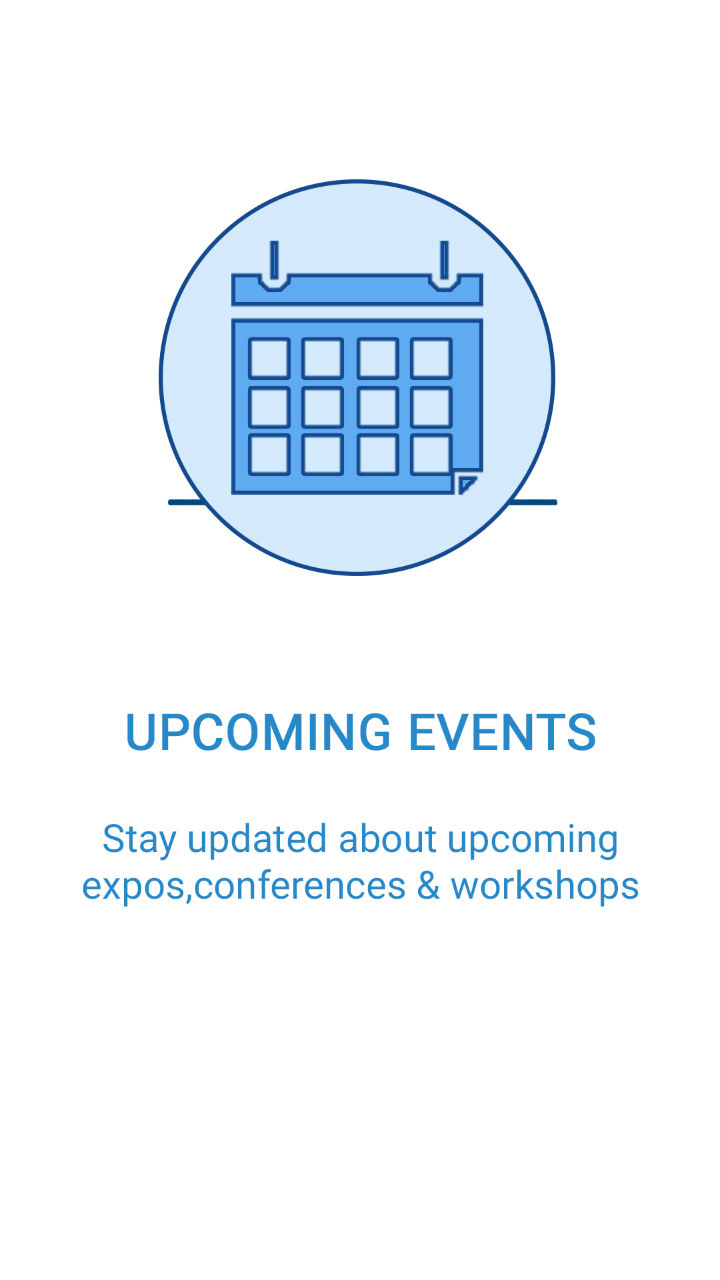 UPCOMING EVENTS
Stay updated about upcoming
expos,conferences & workshops